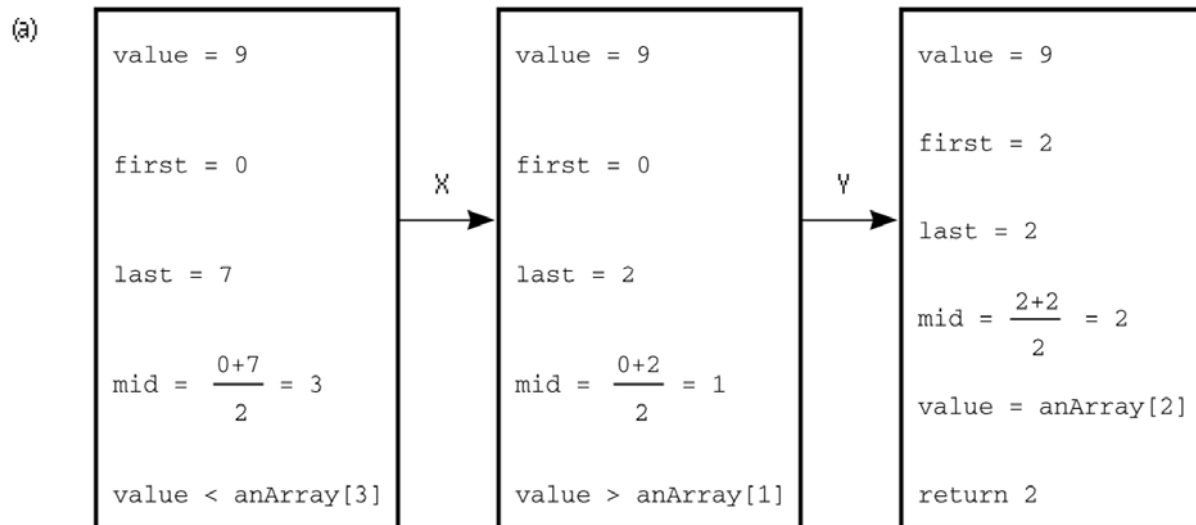 (a)
value = 9
first = 0
last = 7
mid = 0+7/2 = 3
value < anArray[3]
X
value = 9
first = 0
last = 2
mid = 0+2/2 = 1
value > anArray[1]
Y
value = 9
first = 2
last = 2
mid = 2+2/2 = 2
value = anArray[2]
return 2